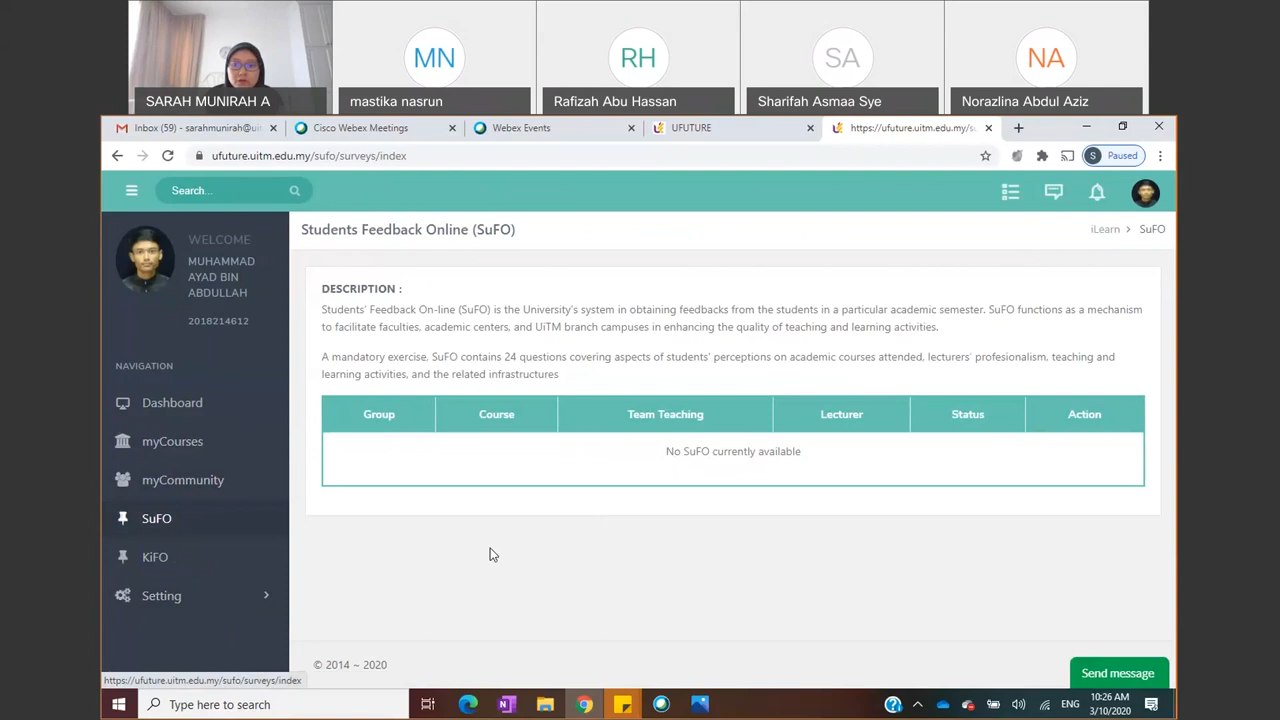 MN
RH
SA
NA
SARAH MUNIRAH A
mastika nasrun
Rafizah Abu Hassan
Sharifah Asmaa Sye
Norazlina Abdul Aziz
Inbox (59) - sarahmunirah@uit
Cisco Webex Meetings
Webex Events
UFUTURE
https://ufuture.uitm.edu.my/su
ufuture.uitm.edu.my/sufo/surveys/index
S
Paused
Search...
WELCOME
MUHAMMAD
AYAD BIN
ABDULLAH
2018214612
NAVIGATION
Dashboard
myCourses
myCommunity
SuFO
KiFO
Setting
Students Feedback Online (SuFO)
iLearn > SuFO
DESCRIPTION :
Students' Feedback On-line (SuFO) is the University's system in obtaining feedbacks from the students in a particular academic semester. SuFO functions as a mechanism
to facilitate faculties, academic centers, and UiTM branch campuses in enhancing the quality of teaching and learning activities.
A mandatory exercise, SuFO contains 24 questions covering aspects of students' perceptions on academic courses attended, lecturers' profesionalism, teaching and
learning activities, and the related infrastructures
Group Course Team Teaching Lecturer Status Action
No SuFO currently available
© 2014 ~ 2020
Send message
https://ufuture.uitm.edu.my/sufo/surveys/index
Type here to search
ENG
10:26 AM
3/10/2020